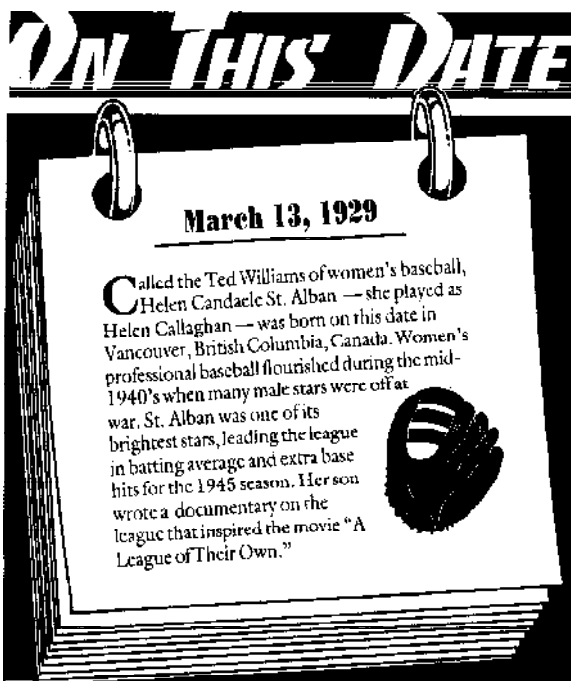 ON THIS DATE
March 13, 1929
Called the Ted Williams of women's baseball,
Helen Candaele St. Alban — she played as
Helen Callaghan — was born on this date in
Vancouver, British Columbia, Canada. Women's
professional baseball flourished during the mid-
1940's when many male stars were off at
war. St. Alban was one of its
brightest stars, leading the league
in batting average and extra base
hits for the 1945 season. Her son
wrote a documentary on the
league that inspired the movie "A
League of Their Own."